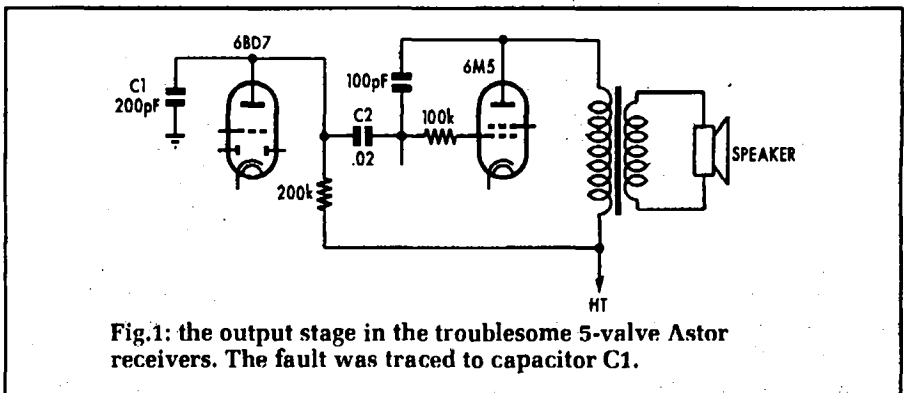 6BD7
C1
200pF
100pF
6M5
C2
.02
100k
200k
SPEAKER
HT
Fig.1: the output stage in the troublesome 5-valve Astor
receivers. The fault was traced to capacitor C1.